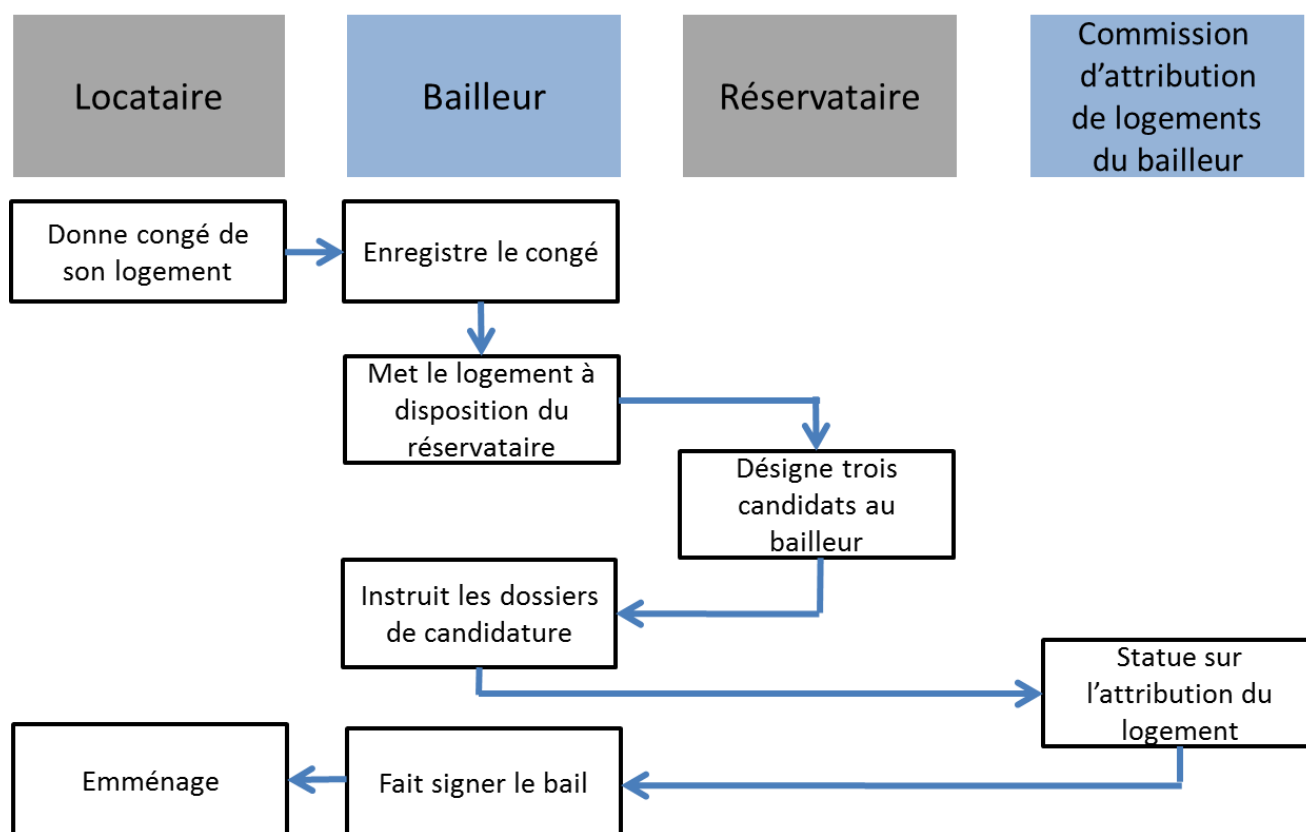 Locataire
Bailleur
Réservataire
Commission
d'attribution
de logements
du bailleur
Donne congé de
son logement
Enregistre le congé
Met le logement à
disposition du
réservataire
Désigne trois
candidats au
bailleur
Instruit les dossiers
de candidature
Statue sur
l'attribution du
logement
Emménage
Fait signer le bail